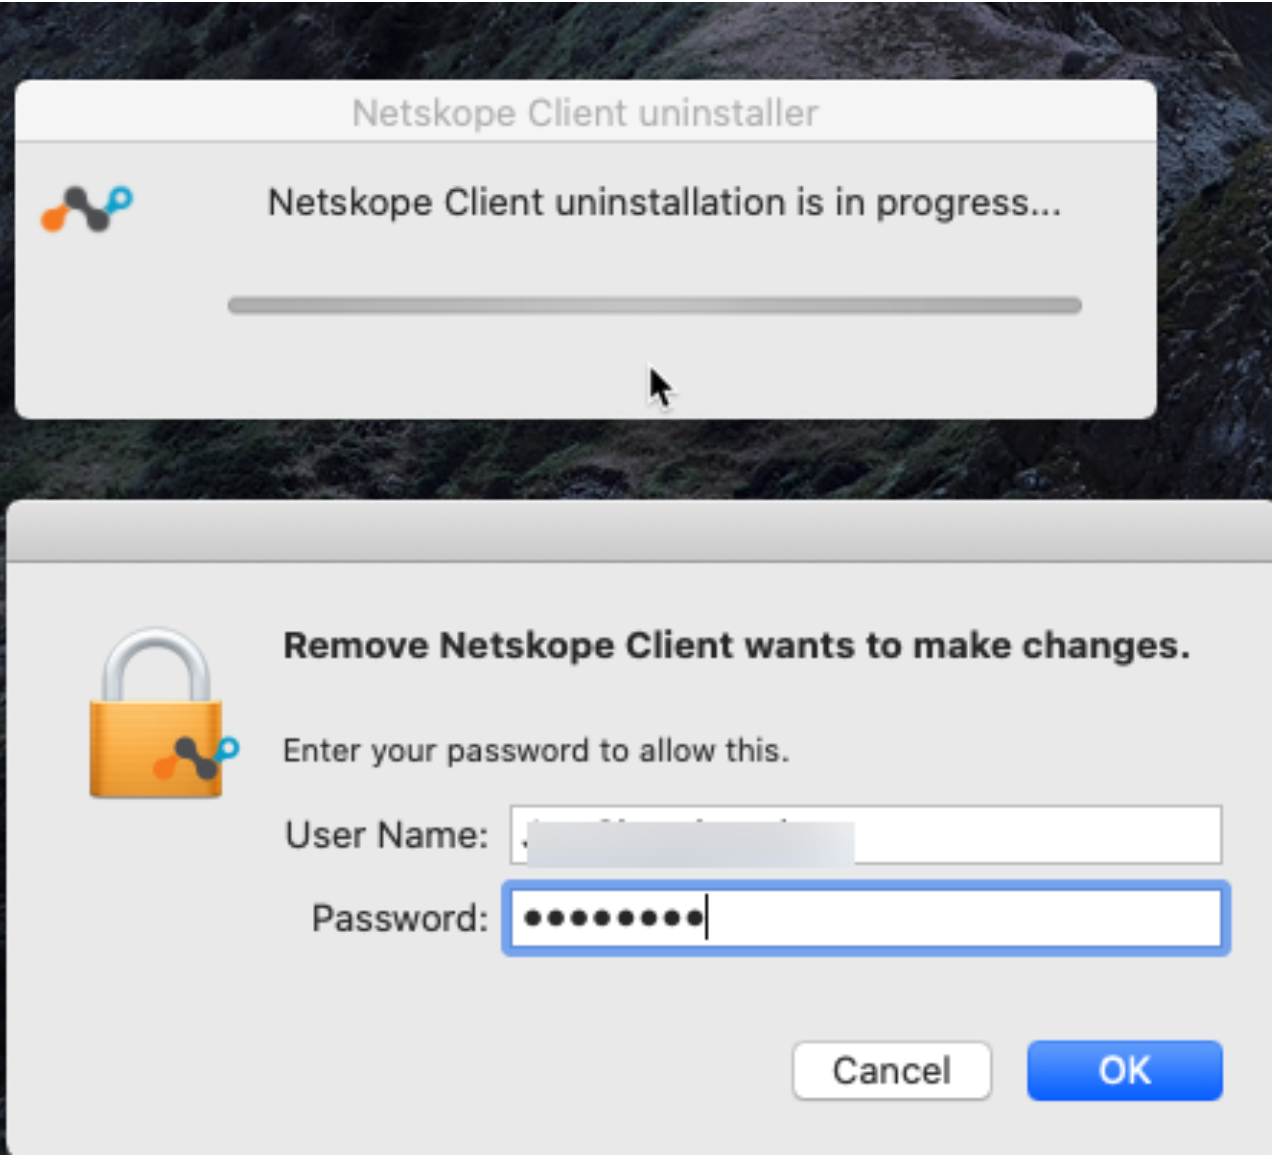 Netskope Client uninstaller
Netskope Client uninstallation is in progress...
Remove Netskope Client wants to make changes.
Enter your password to allow this.
User Name:
Password: ●●●●●●●●
Cancel OK